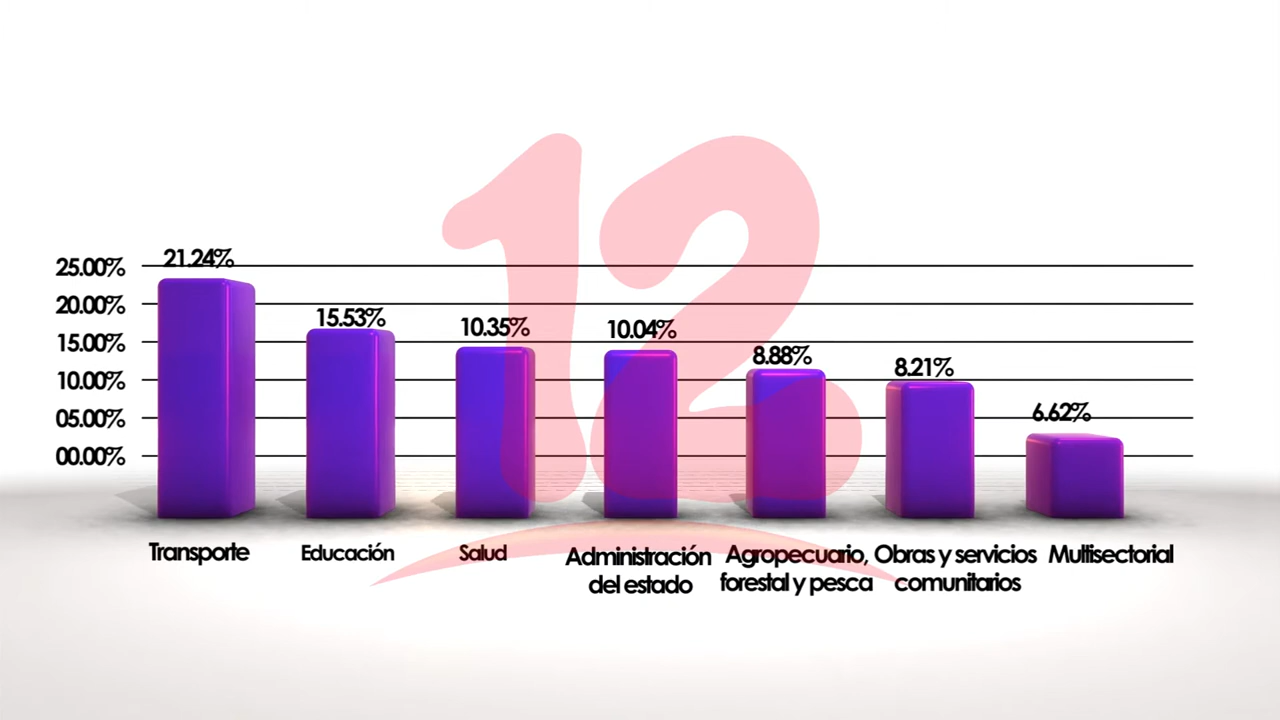 12
25.00%
20.00%
15.00%
10.00%
05.00%
00.00%
21.24%
15.53%
10.35%
10.04%
8.88%
8.21%
6.62%
Transporte
Educación
Salud
Administración
del estado
Agropecuario,
forestal y pesca
Obras y servicios
comunitarios
Multisectorial